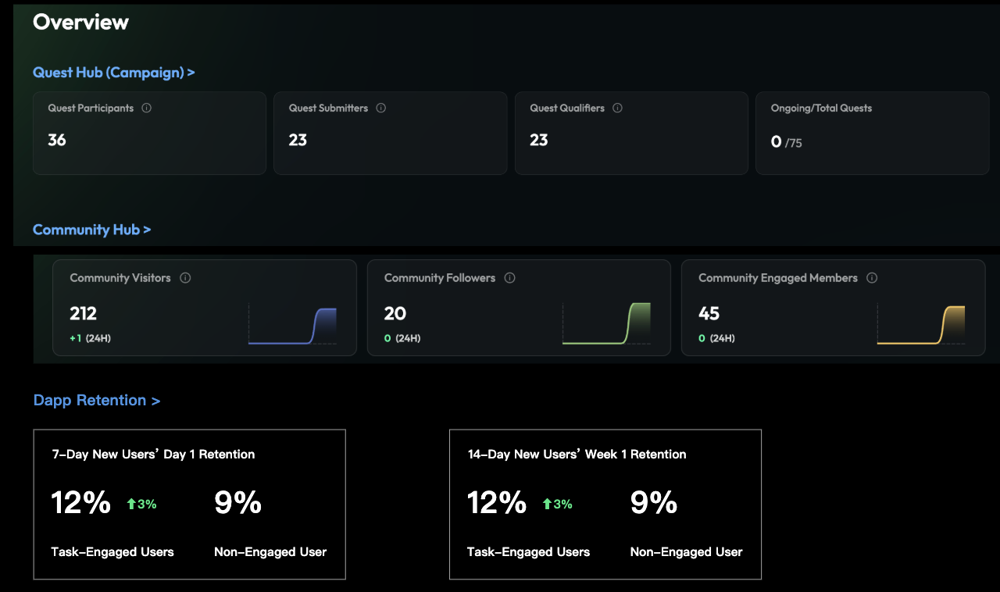 Overview
Quest Hub (Campaign) >
Quest Participants
Quest Submitters
Quest Qualifiers
Ongoing/Total Quests
36
23
23
0 /75
Community Hub >
Community Visitors
Community Followers
Community Engaged Members
212
20
45
+1 (24H)
0 (24H)
0 (24H)
Dapp Retention >
7-Day New Users’ Day 1 Retention
14-Day New Users’ Week 1 Retention
12% ⬆3% 9%
12% ⬆3% 9%
Task-Engaged Users Non-Engaged User
Task-Engaged Users Non-Engaged User